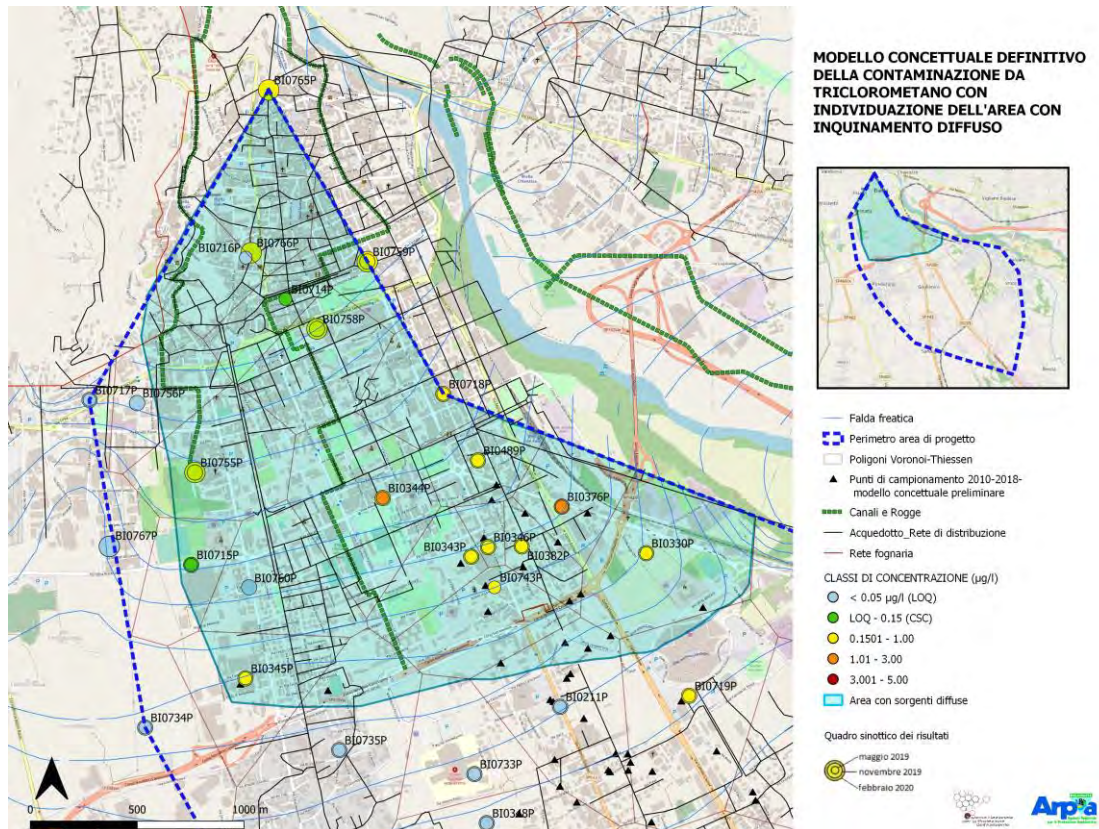 MODELLO CONCETTUALE DEFINITIVO
DELLA CONTAMINAZIONE DA
TRICLOROMETANO CON
INDIVIDUAZIONE DELL'AREA CON
INQUINAMENTO DIFFUSO
BI0765P
BI0716P
BI0766P
BI0759P
BI0714P
BI0758P
BI0717P
BI0756P
BI0718P
BI0755P
BI0489P
BI0344P
BI0376P
BI0767P
BI0343P
BI0346P
BI0382P
BI0330P
BI0715P
BI0760P
BI0743P
BI0345P
BI0719P
BI0211P
BI0734P
BI0735P
BI0733P
BI0348P
0
500
1000 m
Falda freatica
Perimetro area di progetto
Poligoni Voronoi-Thiessen
Punti di campionamento 2010-2018-
modello concettuale preliminare
Canali e Rogge
Acquedotto_Rete di distribuzione
Rete fognaria
CLASSI DI CONCENTRAZIONE (µg/l)
< 0.05 µg/l (LOQ)
LOQ - 0.15 (CSC)
0.1501 - 1.00
1.01 - 3.00
3.001 - 5.00
Area con sorgenti diffuse
Quadro sinottico dei risultati
maggio 2019
novembre 2019
febbraio 2020
Arpa